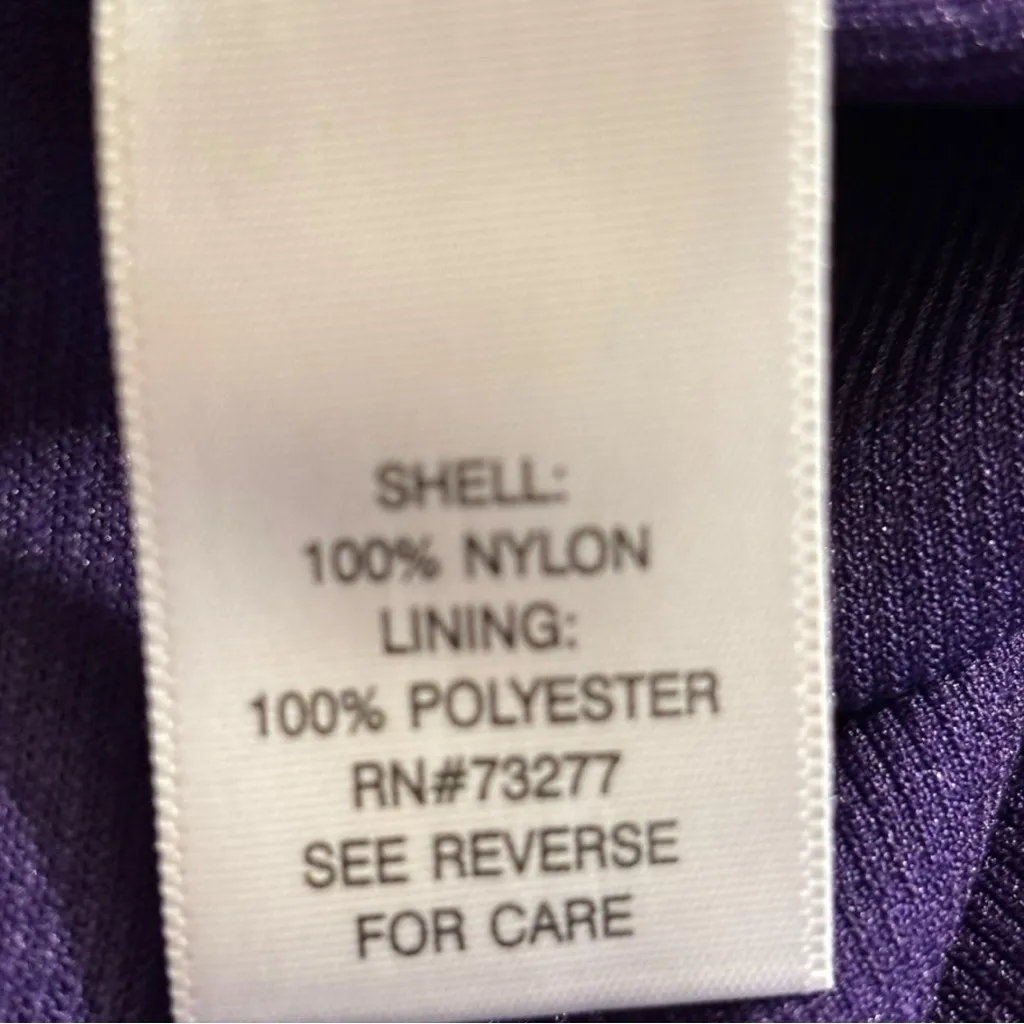 SHELL:
100% NYLON
LINING:
100% POLYESTER
RN#73277
SEE REVERSE
FOR CARE